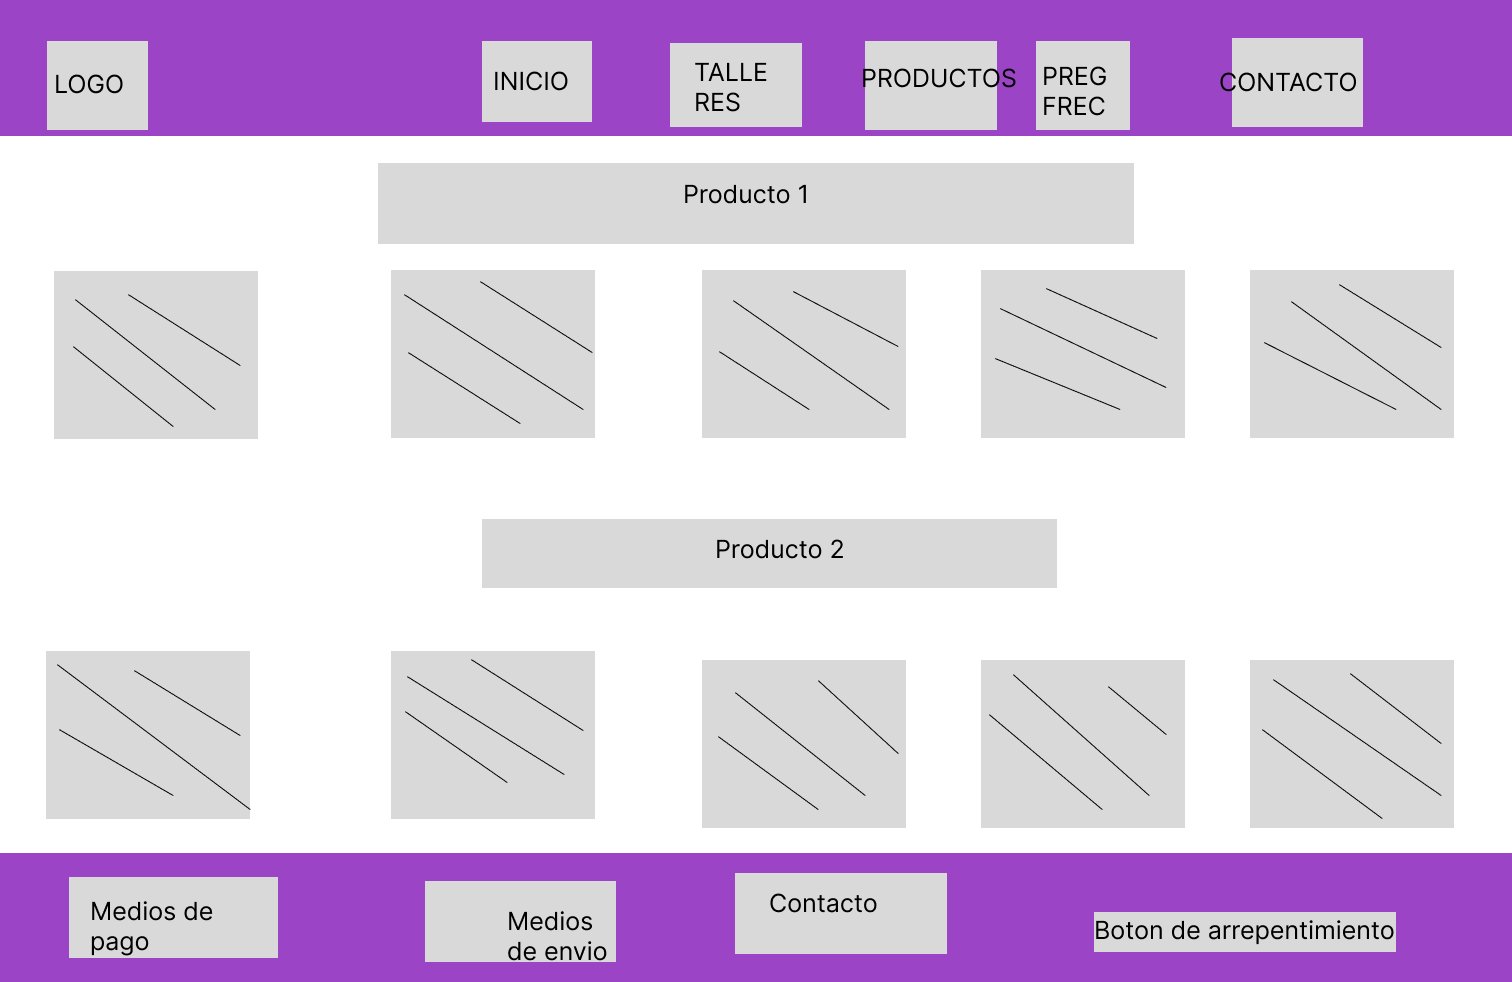 LOGO
INICIO
TALLE
RES
PRODUCTOS
PREG
FREC
CONTACTO
Producto 1
Producto 2
Medios de
pago
Medios
de envio
Contacto
Boton de arrepentimiento